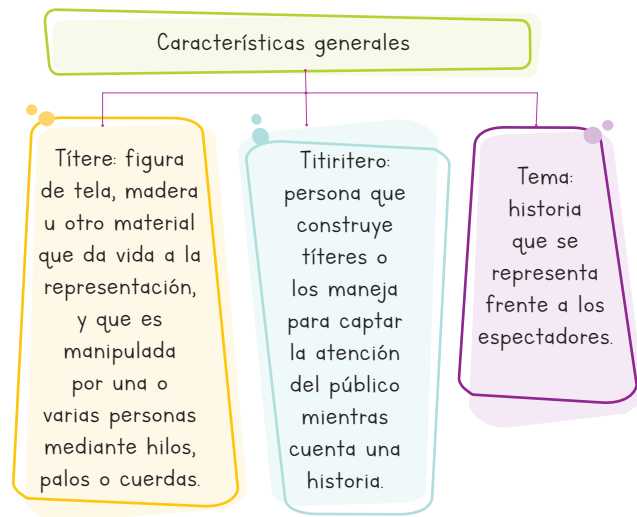 Características generales
Títere: figura
de tela, madera
u otro material
que da vida a la
representación,
y que es
manipulada
por una o
varias personas
mediante hilos,
palos o cuerdas.
Titiritero:
persona que
construye
títeres o
los maneja
para captar
la atención
del público
mientras
cuenta una
historia.
Tema:
historia
que se
representa
frente a los
espectadores.